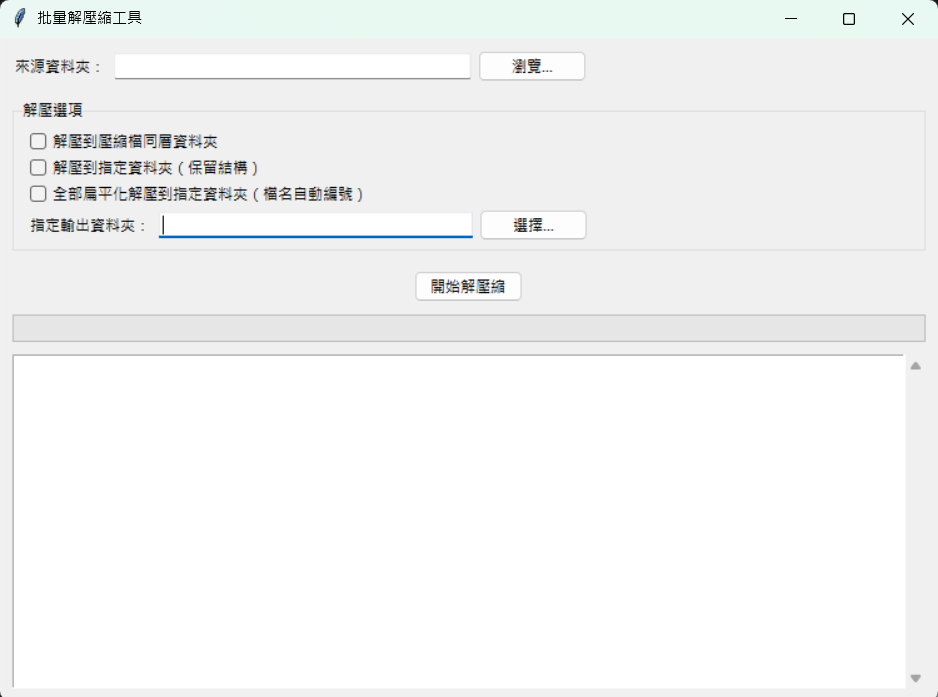 批量解壓縮工具
來源資料夾： 瀏覽...
解壓選項
解壓到壓縮檔同層資料夾
解壓到指定資料夾（保留結構）
全部扁平化解壓到指定資料夾（檔名自動編號）
指定輸出資料夾： 選擇...
開始解壓縮